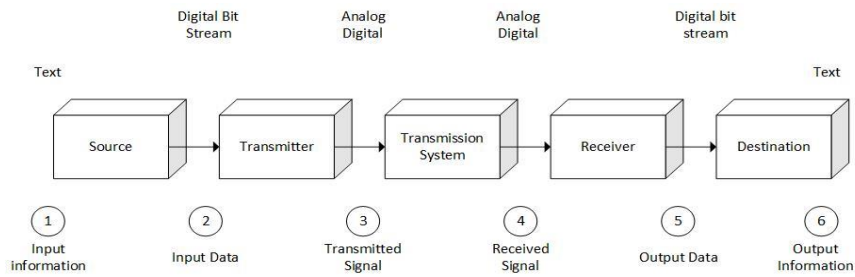 Digital Bit
Stream
Analog
Digital
Analog
Digital
Digital bit
stream
Text
Text
Source
Transmitter
Transmission
System
Receiver
Destination
1
2
3
4
5
6
Input
information
Input Data
Transmitted
Signal
Received
Signal
Output Data
Output
Information